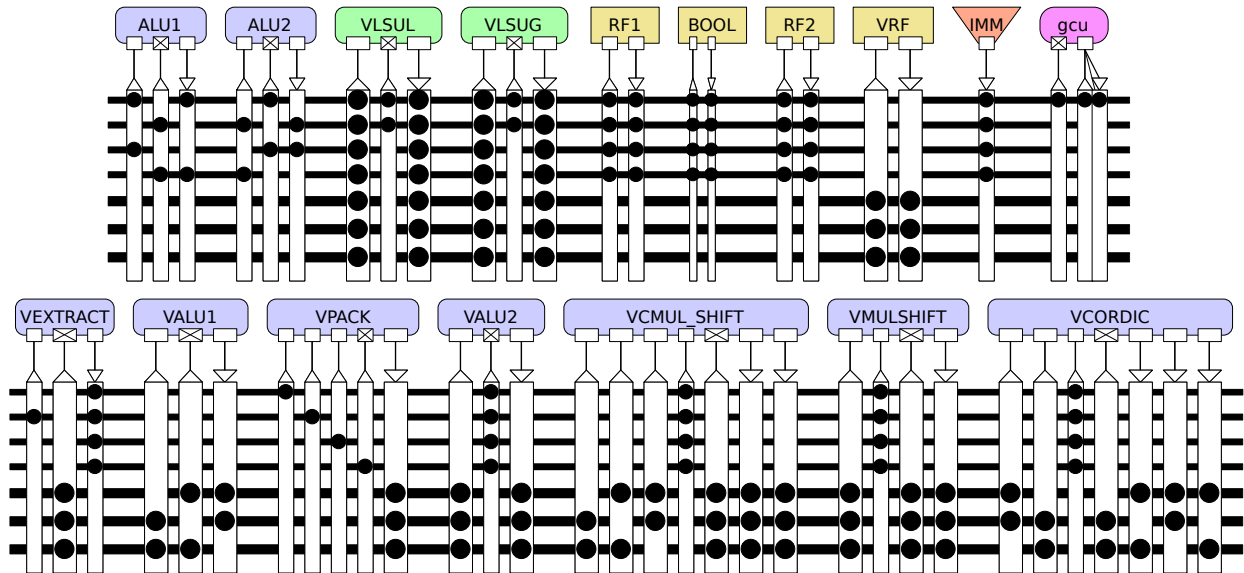 ALU1 ALU2 VLSUL VLSUG RF1 BOOL RF2 VRF IMM gcu
VEXTRACT VALU1 VPACK VALU2 VCMUL_SHIFT VMULSHIFT VCORDIC